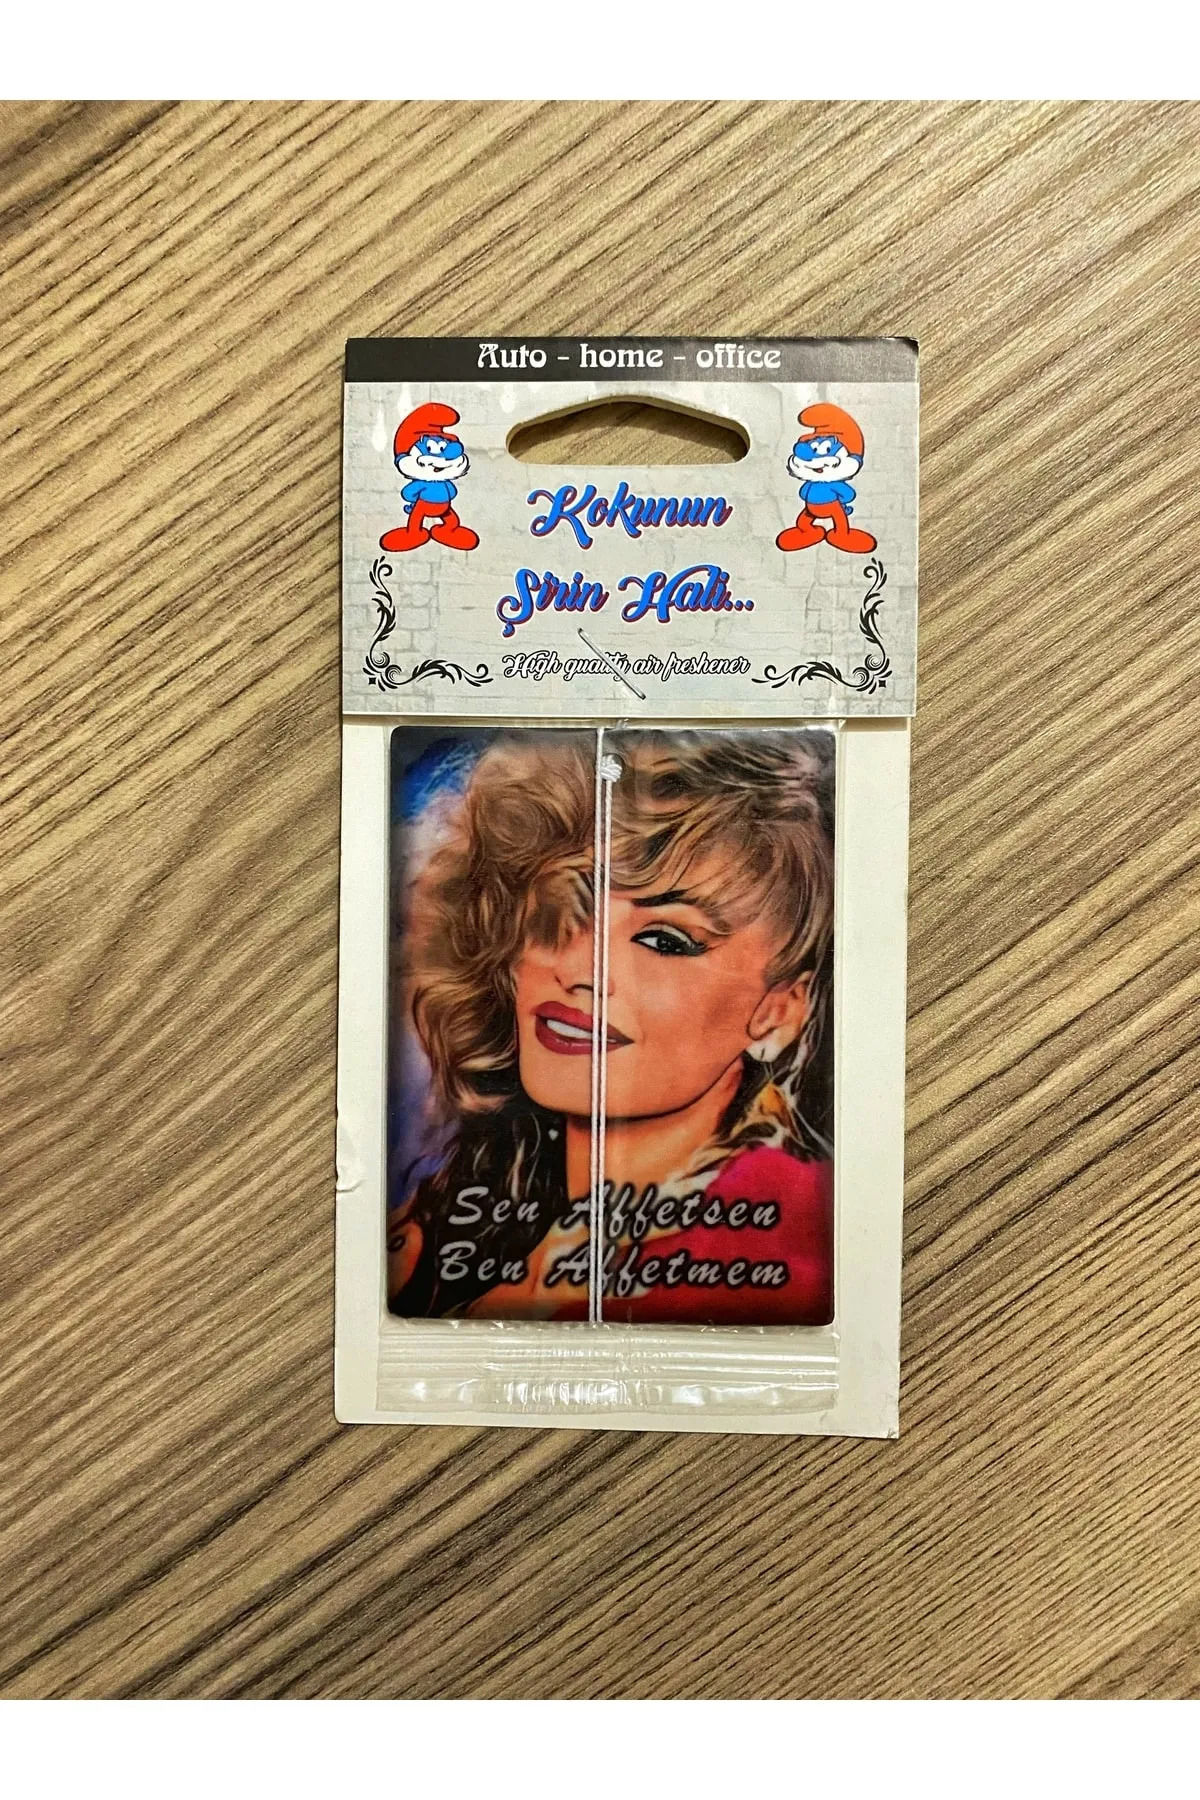 Auto - home - office
Kokunun
Şirin Hali...
High quality air freshener
Sen Affetsen
Ben Affetmem